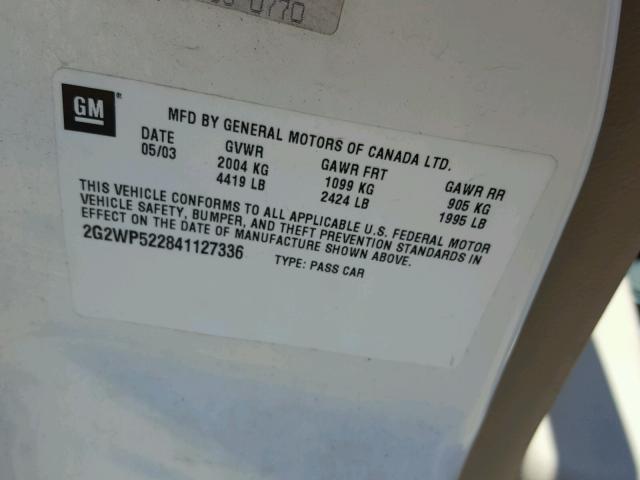 0770
GM
MFD BY GENERAL MOTORS OF CANADA LTD.
DATE GVWR GAWR FRT GAWR RR
05/03 2004 KG 1099 KG 905 KG
4419 LB 2424 LB 1995 LB
THIS VEHICLE CONFORMS TO ALL APPLICABLE U.S. FEDERAL MOTOR
VEHICLE SAFETY, BUMPER, AND THEFT PREVENTION STANDARDS IN
EFFECT ON THE DATE OF MANUFACTURE SHOWN ABOVE.
2G2WP522841127336 TYPE: PASS CAR